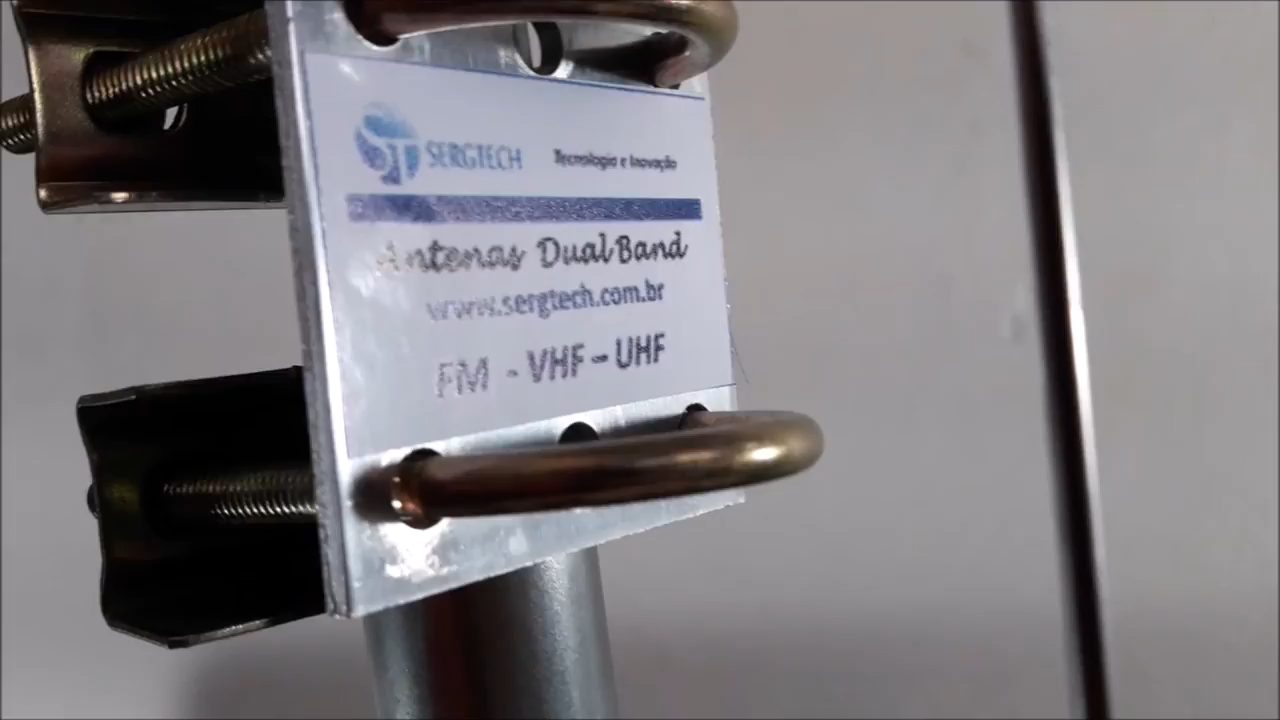 SERGTECH Tecnologia e Inovação
Antenas Dual Band
www.sergtech.com.br
FM - VHF - UHF